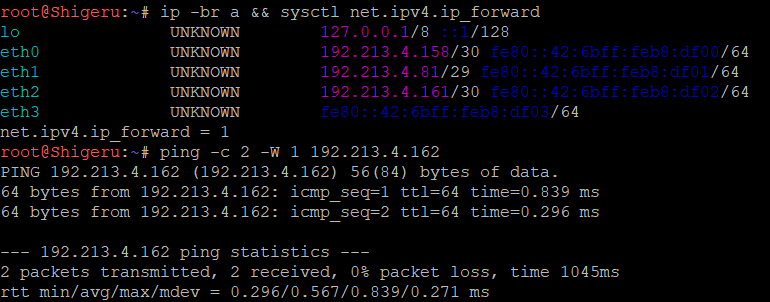 root@Shigeru:~# ip -br a && sysctl net.ipv4.ip_forward
lo               UNKNOWN        127.0.0.1/8 ::1/128
eth0             UNKNOWN        192.213.4.158/30 fe80::42:6bff:feb8:df00/64
eth1             UNKNOWN        192.213.4.81/29 fe80::42:6bff:feb8:df01/64
eth2             UNKNOWN        192.213.4.161/30 fe80::42:6bff:feb8:df02/64
eth3             UNKNOWN        fe80::42:6bff:feb8:df03/64
net.ipv4.ip_forward = 1
root@Shigeru:~# ping -c 2 -W 1 192.213.4.162
PING 192.213.4.162 (192.213.4.162) 56(84) bytes of data.
64 bytes from 192.213.4.162: icmp_seq=1 ttl=64 time=0.839 ms
64 bytes from 192.213.4.162: icmp_seq=2 ttl=64 time=0.296 ms
--- 192.213.4.162 ping statistics ---
2 packets transmitted, 2 received, 0% packet loss, time 1045ms
rtt min/avg/max/mdev = 0.296/0.567/0.839/0.271 ms